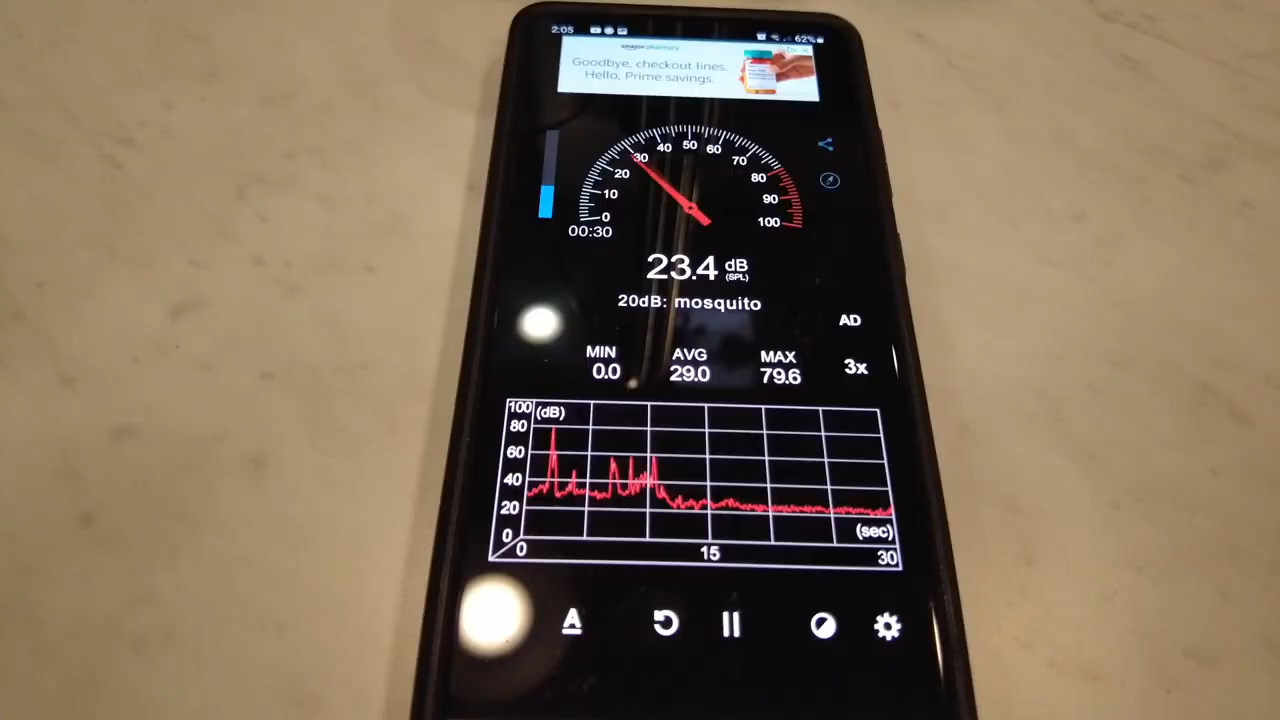 2:05 62%
amazon pharmacy
Goodbye, checkout lines.
Hello, Prime savings.
0 10 20 30 40 50 60 70 80 90 100
00:30
23.4 dB
(SPL)
20dB: mosquito
AD
MIN AVG MAX
0.0 29.0 79.6
3x
100 (dB)
80
60
40
20
0 (sec)
0 15 30
A